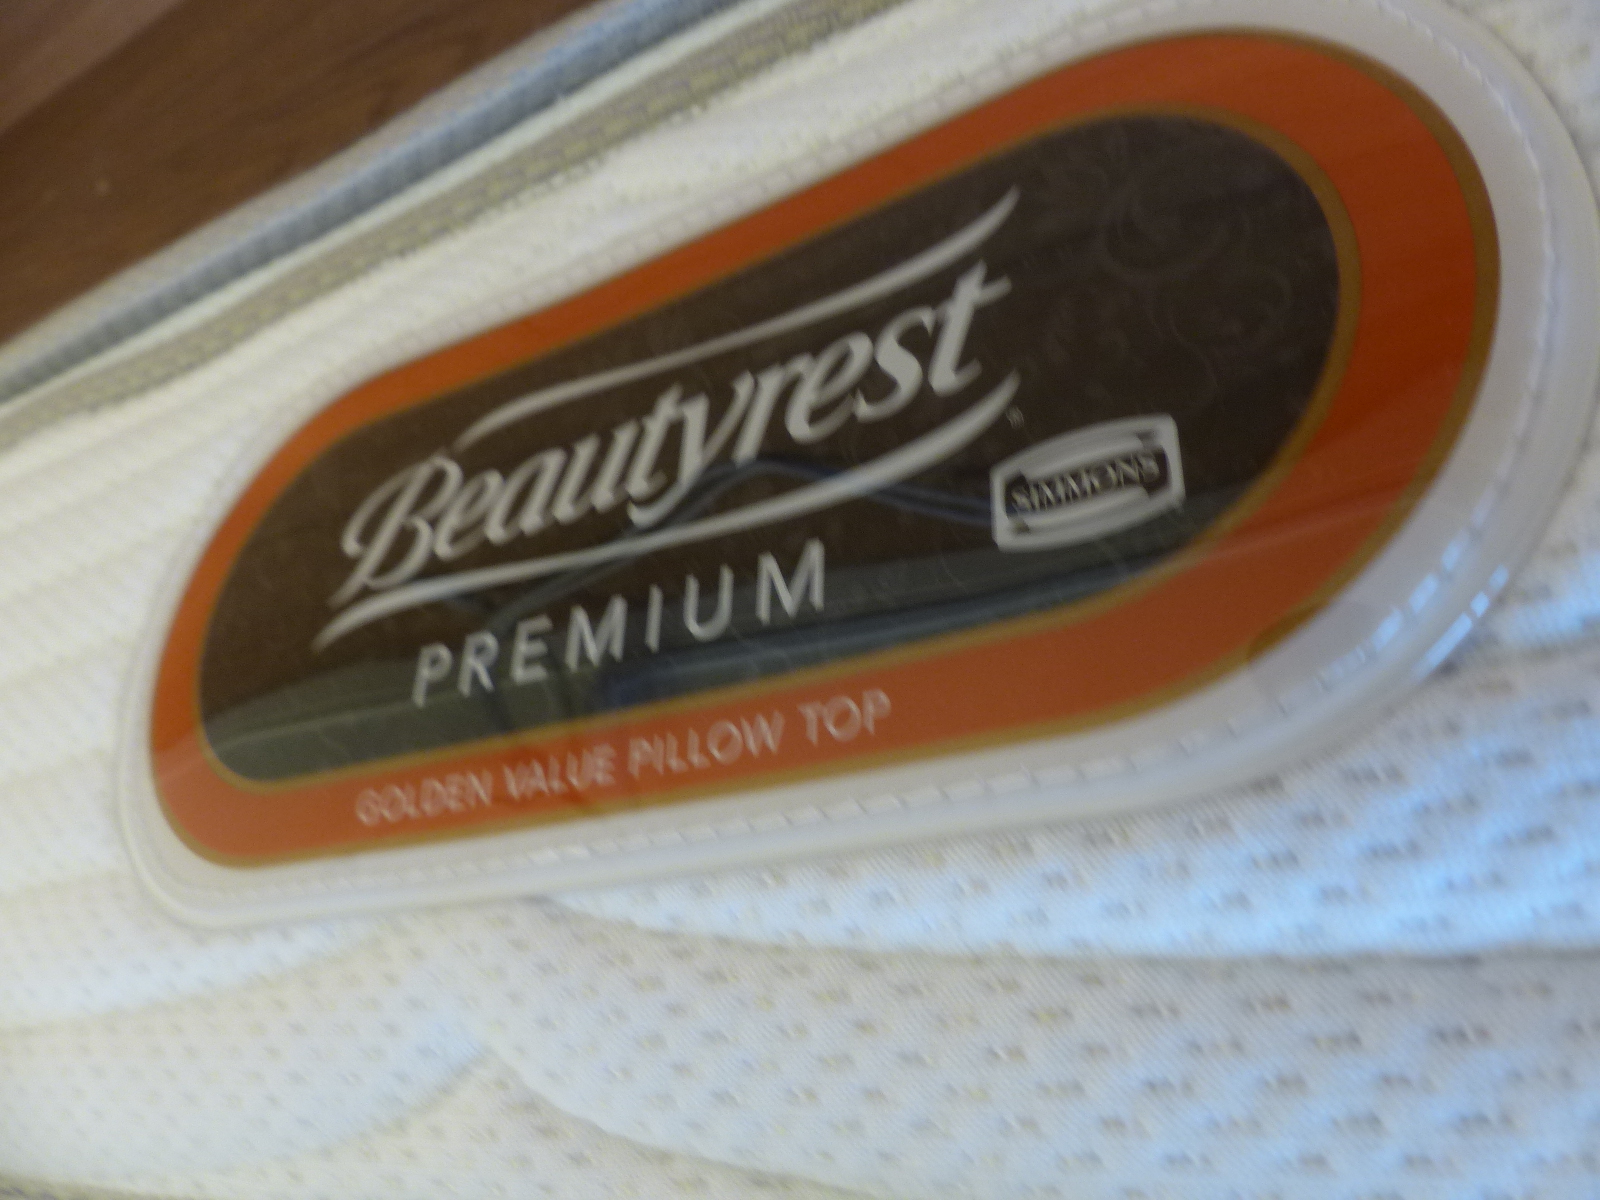 Beautyrest
SIMMONS
PREMIUM
GOLDEN VALUE PILLOW TOP